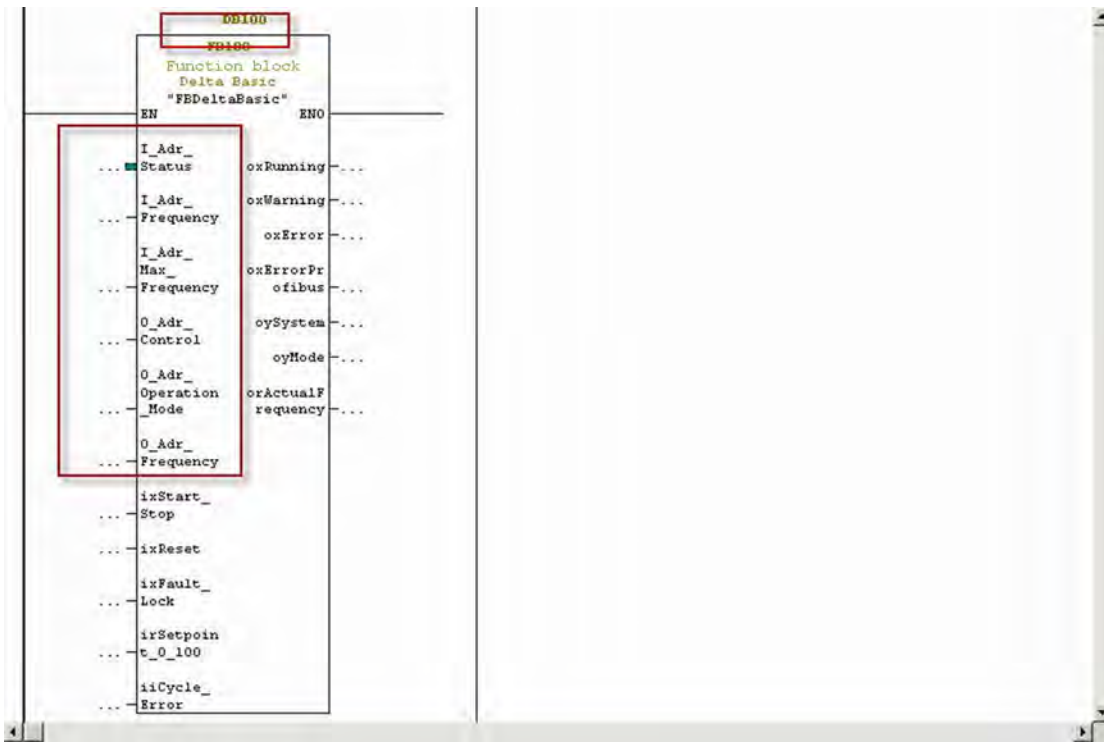 DB100
FB100
Function block
Delta Basic
"FBDeltaBasic"
EN ENO
I_Adr_
... Status oxRunning ...
I_Adr_ oxWarning ...
... Frequency
oxError ...
I_Adr_
Max_ oxErrorPr
... Frequency ofibus ...
O_Adr_ oySystem ...
... Control
oyMode ...
O_Adr_
Operation orActualF
... _Mode requency ...
O_Adr_
... Frequency
ixStart_
... Stop
... ixReset
ixFault_
... Lock
irSetpoin
... t_0_100
iiCycle_
... Error